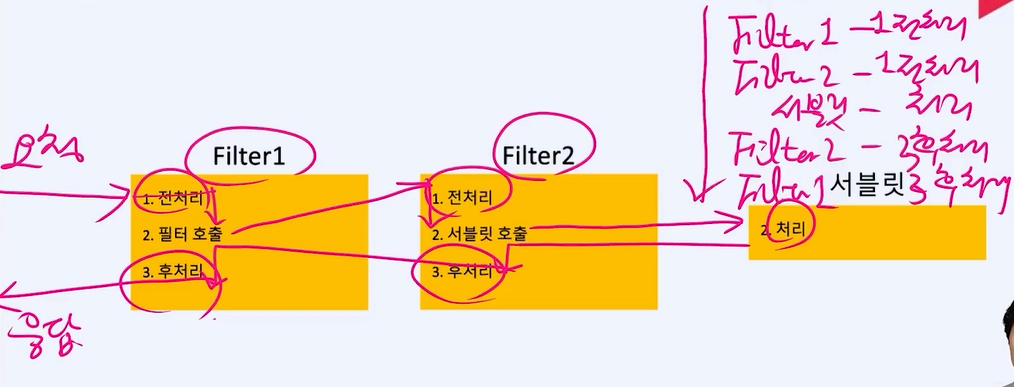 Filter1 - 1전처리
Filter2 - 1전처리
서블릿 - 처리
Filter2 - 3후처리
Filter1 3후처리
요청
Filter1
1. 전처리
2. 필터 호출
3. 후처리
Filter2
1. 전처리
2. 서블릿 호출
3. 후처리
서블릿
2. 처리
응답